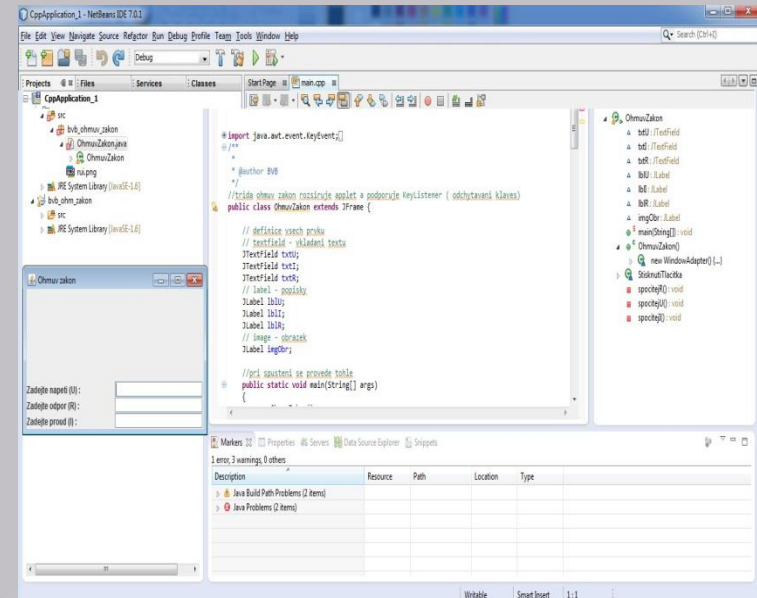 CppApplication_1 - NetBeans IDE 7.0.1
File Edit View Navigate Source Refactor Run Debug Profile Team Tools Window Help
Search (Ctrl+I)
Debug
Projects Files Services Classes
Start Page main.cpp
CppApplication_1
src
bvb_ohmuv_zakon
OhmuvZakon.java
OhmuvZakon
rui.png
JRE System Library [JavaSE-1.6]
bvb_ohm_zakon
src
JRE System Library [JavaSE-1.6]
import java.awt.event.KeyEvent;
/**
*
* @author BVB
*/
//trida ohmuv zakon rozsiruje applet a podporuje KeyListener ( odchytavani klaves)
public class OhmuvZakon extends JFrame {
// definice vsech prvku
// textfield - vkladani textu
JTextField txtU;
JTextField txtI;
JTextField txtR;
// label - popisky
JLabel lblU;
JLabel lblI;
JLabel lblR;
// image - obrazek
JLabel imgObr;
//pri spusteni se provede tohle
public static void main(String[] args)
{
OhmuvZakon
txtU : JTextField
txtI : JTextField
txtR : JTextField
lblU : JLabel
lblI : JLabel
lblR : JLabel
imgObr : JLabel
main(String[]) : void
OhmuvZakon()
new WindowAdapter() {...}
StisknutiTlacitka
spocitejR() : void
spocitejU() : void
spocitejI() : void
Ohmuv zakon
Zadejte napeti (U) :
Zadejte odpor (R) :
Zadejte proud (I) :
Markers Properties Servers Data Source Explorer Snippets
1 error, 3 warnings, 0 others
Description Resource Path Location Type
Java Build Path Problems (2 items)
Java Problems (2 items)
Writable Smart Insert 1 : 1